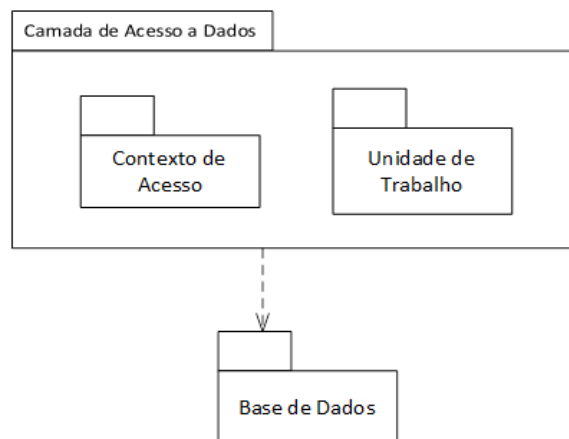 Camada de Acesso a Dados
Contexto de
Acesso
Unidade de
Trabalho
Base de Dados